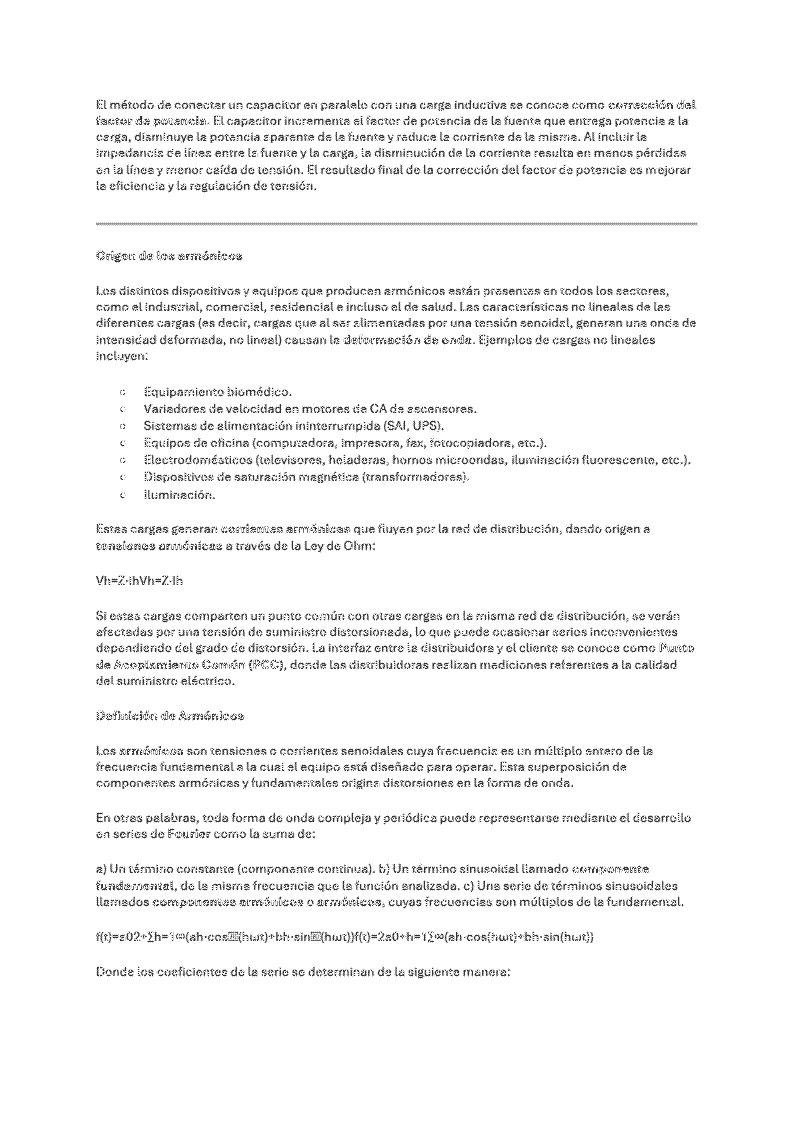 El método de conectar un capacitor en paralelo con una carga inductiva se conoce como corrección del
factor de potencia. El capacitor incrementa el factor de potencia de la fuente que entrega potencia a la
carga, disminuye la potencia aparente de la fuente y reduce la corriente de la misma. Al incluir la
impedancia de línea entre la fuente y la carga, la disminución de la corriente resulta en menos pérdidas
en la línea y menor caída de tensión. El resultado final de la corrección del factor de potencia es mejorar
la eficiencia y la regulación de tensión.
Origen de los armónicos
Los distintos dispositivos y equipos que producen armónicos están presentes en todos los sectores,
como el industrial, comercial, residencial e incluso el de salud. Las características no lineales de las
diferentes cargas (es decir, cargas que al ser alimentadas por una tensión senoidal, generan una onda de
intensidad deformada, no lineal) causan la deformación de onda. Ejemplos de cargas no lineales
incluyen:
○ Equipamiento biomédico.
○ Variadores de velocidad en motores de CA de ascensores.
○ Sistemas de alimentación ininterrumpida (SAI, UPS).
○ Equipos de oficina (computadora, impresora, fax, fotocopiadora, etc.).
○ Electrodomésticos (televisores, heladeras, hornos microondas, iluminación fluorescente, etc.).
○ Dispositivos de saturación magnética (transformadores).
○ Iluminación.
Estas cargas generan corrientes armónicas que fluyen por la red de distribución, dando origen a
tensiones armónicas a través de la Ley de Ohm:
Vh=Z·IhVh=Z·Ih
Si estas cargas comparten un punto común con otras cargas en la misma red de distribución, se verán
afectadas por una tensión de suministro distorsionada, lo que puede ocasionar serios inconvenientes
dependiendo del grado de distorsión. La interfaz entre la distribuidora y el cliente se conoce como Punto
de Acoplamiento Común (PCC), donde las distribuidoras realizan mediciones referentes a la calidad
del suministro eléctrico.
Definición de Armónicos
Los armónicos son tensiones o corrientes senoidales cuya frecuencia es un múltiplo entero de la
frecuencia fundamental a la cual el equipo está diseñado para operar. Esta superposición de
componentes armónicas y fundamentales origina distorsiones en la forma de onda.
En otras palabras, toda forma de onda compleja y periódica puede representarse mediante el desarrollo
en series de Fourier como la suma de:
a) Un término constante (componente continua). b) Un término sinusoidal llamado componente
fundamental, de la misma frecuencia que la función analizada. c) Una serie de términos sinusoidales
llamados componentes armónicas o armónicos, cuyas frecuencias son múltiplos de la fundamental.
f(t)=a02+∑h=1∞(ah·cos(hωt)+bh·sin(hωt))f(t)=2a0+h=1∑∞(ah·cos(hωt)+bh·sin(hωt))
Donde los coeficientes de la serie se determinan de la siguiente manera: